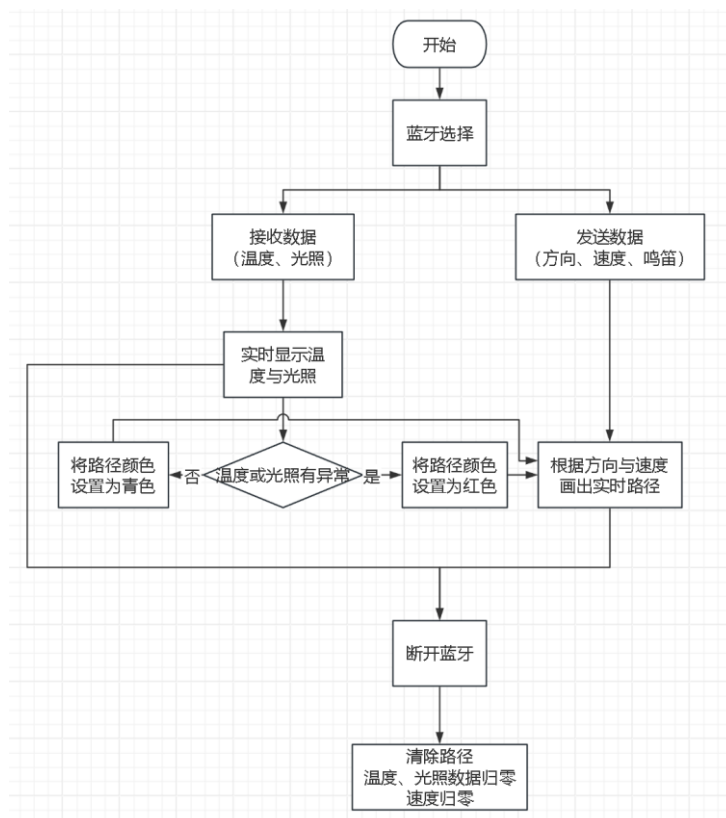 开始
蓝牙选择
接收数据
（温度、光照）
发送数据
（方向、速度、鸣笛）
实时显示温
度与光照
将路径颜色
设置为青色
否
温度或光照有异常
是
将路径颜色
设置为红色
根据方向与速度
画出实时路径
断开蓝牙
清除路径
温度、光照数据归零
速度归零